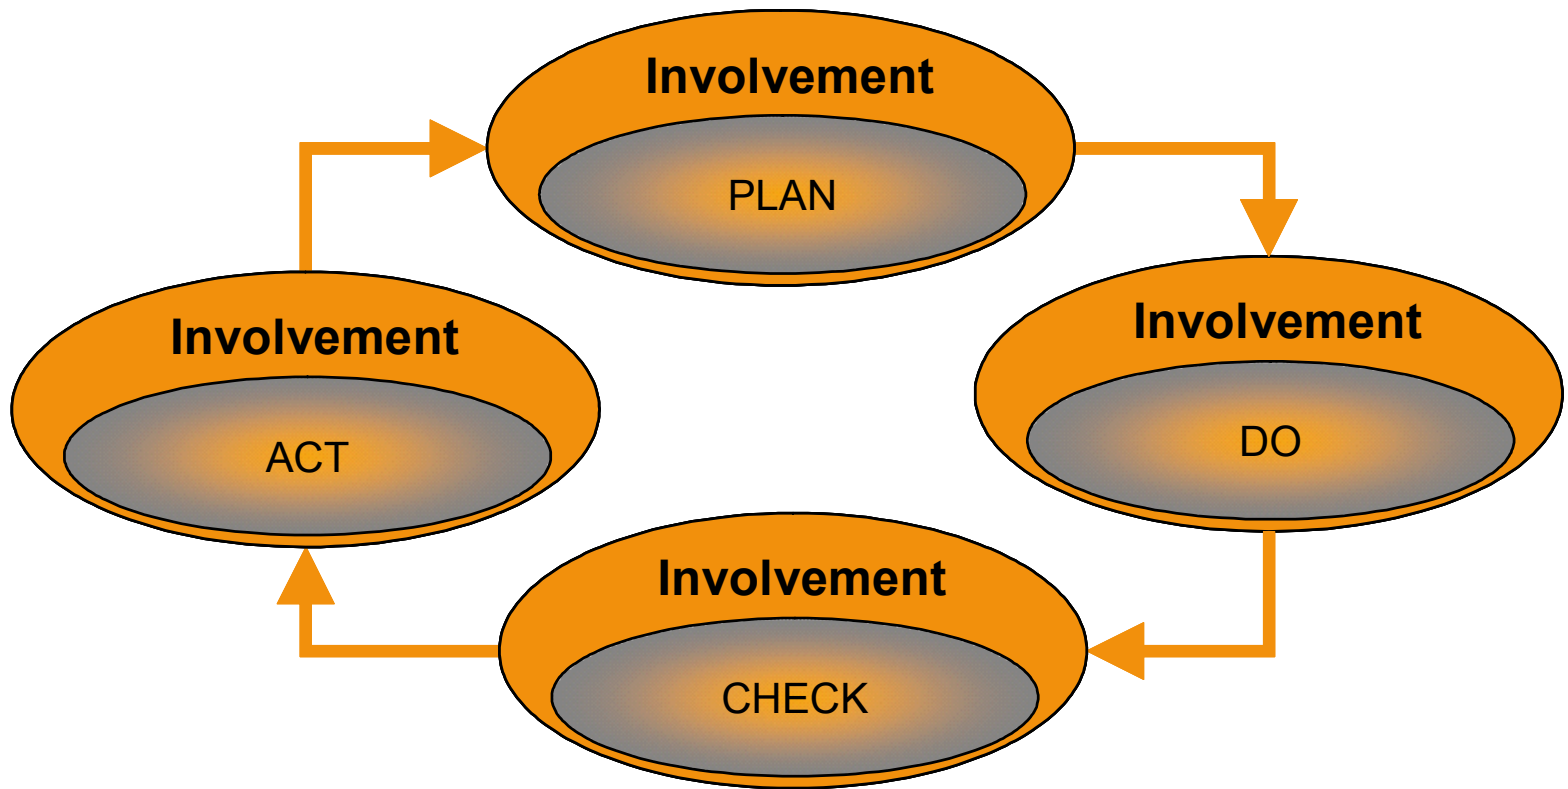 Involvement
PLAN
Involvement
DO
Involvement
CHECK
Involvement
ACT